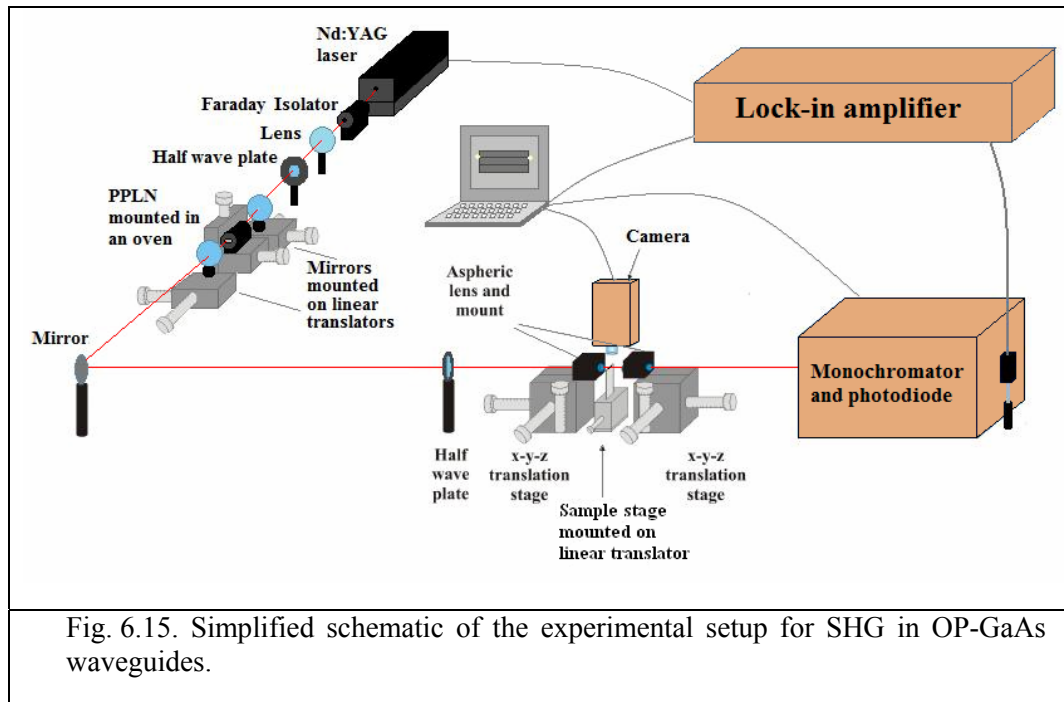 Nd:YAG
laser
Faraday Isolator
Lens
Half wave plate
PPLN
mounted in
an oven
Mirrors
mounted
on linear
translators
Mirror
Lock-in amplifier
Camera
Aspheric
lens and
mount
Monochromator
and photodiode
Half
wave
plate
x-y-z
translation
stage
Sample stage
mounted on
linear translator
x-y-z
translation
stage
Fig. 6.15. Simplified schematic of the experimental setup for SHG in OP-GaAs
waveguides.